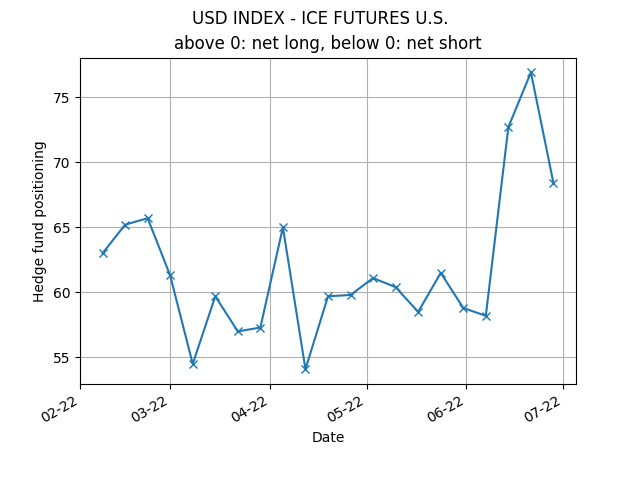 USD INDEX - ICE FUTURES U.S.
above 0: net long, below 0: net short
Hedge fund positioning
75
70
65
60
55
02-22 03-22 04-22 05-22 06-22 07-22
Date